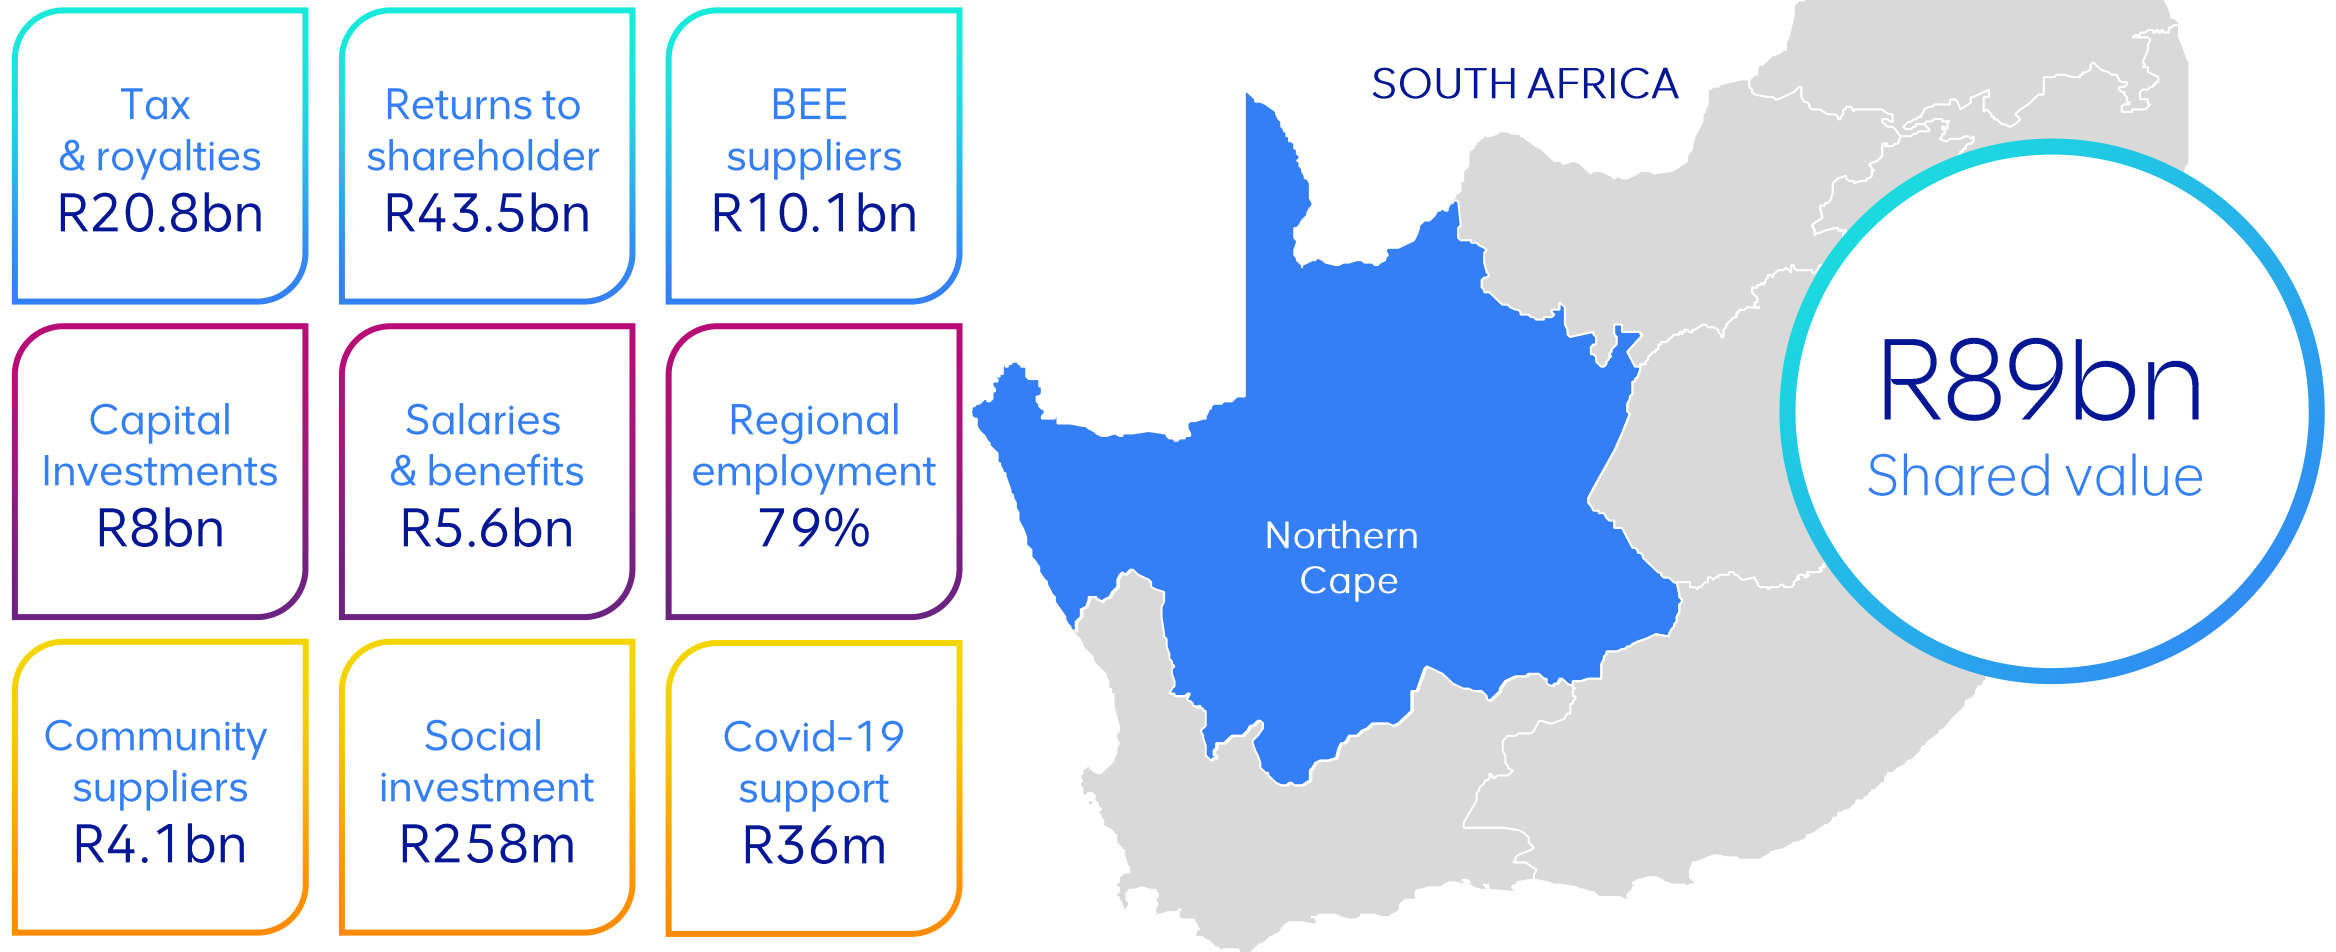 Tax
& royalties
R20.8bn
Returns to
shareholder
R43.5bn
BEE
suppliers
R10.1bn
Capital
Investments
R8bn
Salaries
& benefits
R5.6bn
Regional
employment
79%
Community
suppliers
R4.1bn
Social
investment
R258m
Covid-19
support
R36m
SOUTH AFRICA
Northern
Cape
R89bn
Shared value